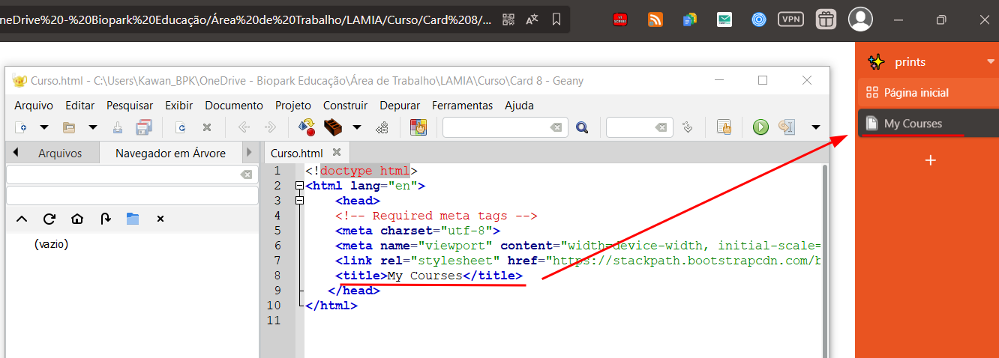 neDrive%20-%20Biopark%20Educação/Área%20de%20Trabalho/LAMIA/Curso/Card%208/...
VPN
prints
Página inicial
My Courses
Curso.html - C:\Users\Kawan_BPK\OneDrive - Biopark Educação\Área de Trabalho\LAMIA\Curso\Card 8 - Geany
Arquivo Editar Pesquisar Exibir Documento Projeto Construir Depurar Ferramentas Ajuda
Arquivos Navegador em Árvore Curso.html
(vazio)
1 <!doctype html>
2 <html lang="en">
3 <head>
4 <!-- Required meta tags -->
5 <meta charset="utf-8">
6 <meta name="viewport" content="width=device-width, initial-scale=
7 <link rel="stylesheet" href="https://stackpath.bootstrapcdn.com/b
8 <title>My Courses</title>
9 </head>
10 </html>
11